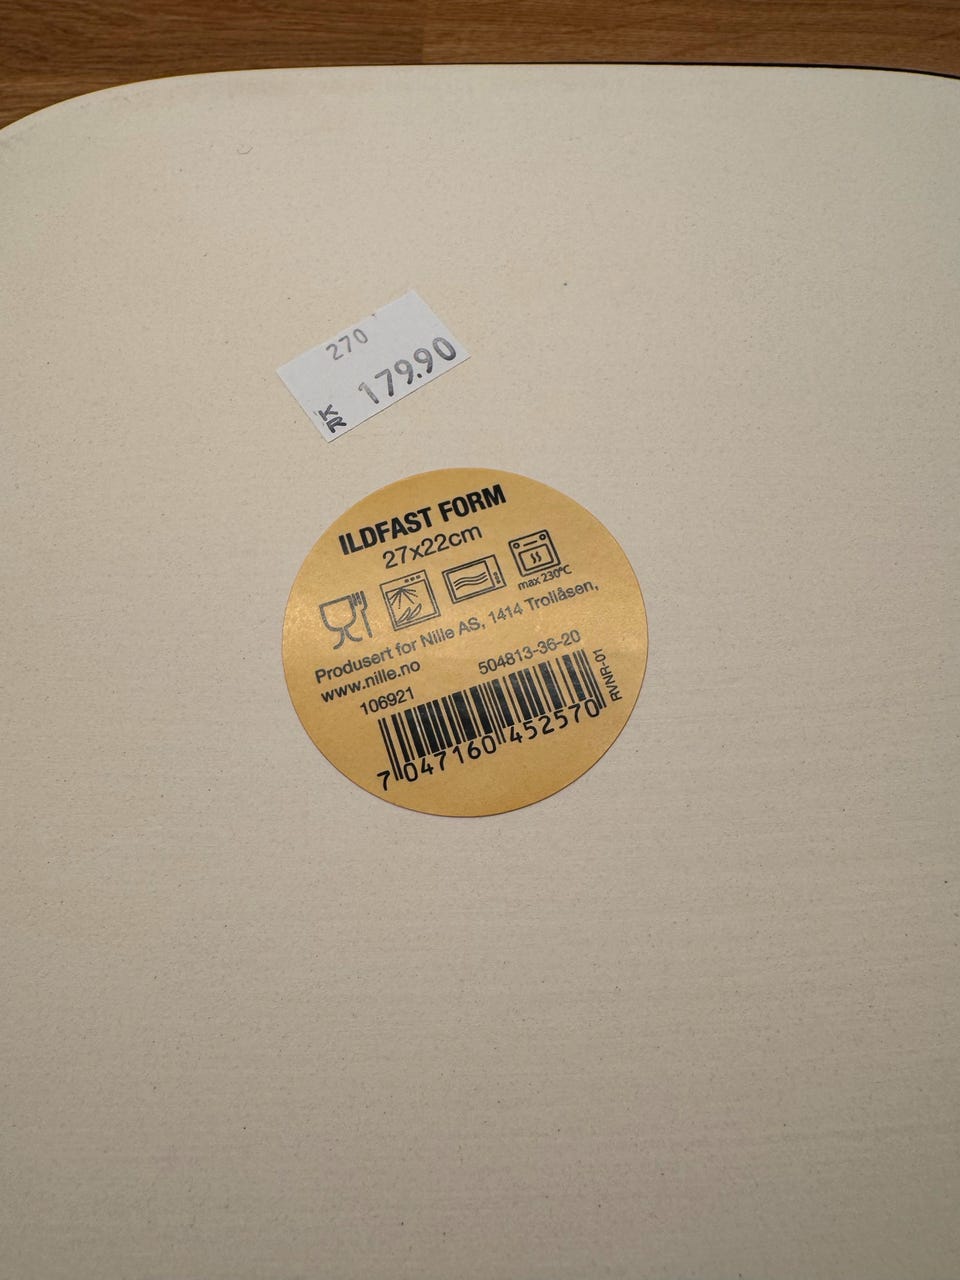 270
KR 179.90
ILDFAST FORM
27x22cm
max 230°C
Produsert for Nille AS, 1414 Trollåsen,
www.nille.no
106921 504813-36-20
RVNR-01
7 047160 452570